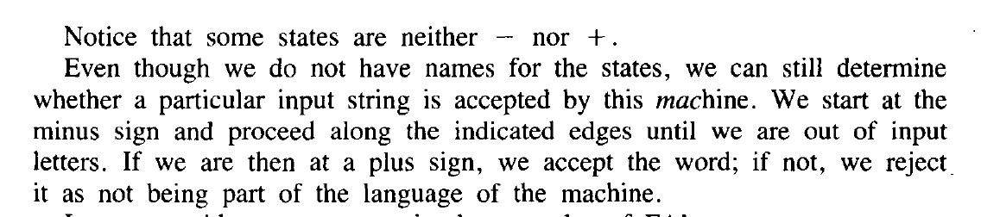 Notice that some states are neither − nor +.
Even though we do not have names for the states, we can still determine
whether a particular input string is accepted by this machine. We start at the
minus sign and proceed along the indicated edges until we are out of input
letters. If we are then at a plus sign, we accept the word; if not, we reject
it as not being part of the language of the machine.